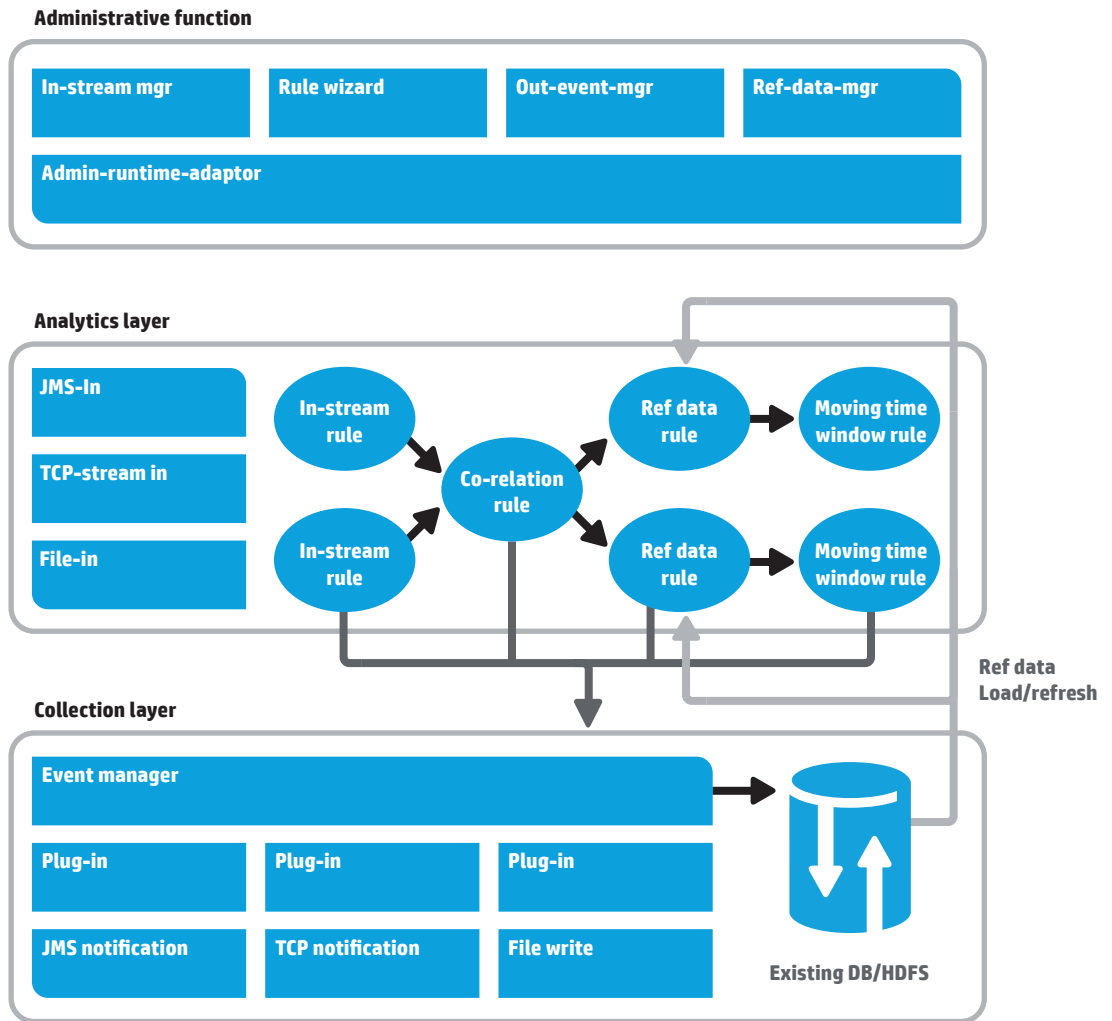 Administrative function
In-stream mgr
Rule wizard
Out-event-mgr
Ref-data-mgr
Admin-runtime-adaptor
Analytics layer
JMS-In
TCP-stream in
File-in
In-stream
rule
In-stream
rule
Co-relation
rule
Ref data
rule
Moving time
window rule
Ref data
rule
Moving time
window rule
Ref data
Load/refresh
Collection layer
Event manager
Plug-in
Plug-in
Plug-in
JMS notification
TCP notification
File write
Existing DB/HDFS